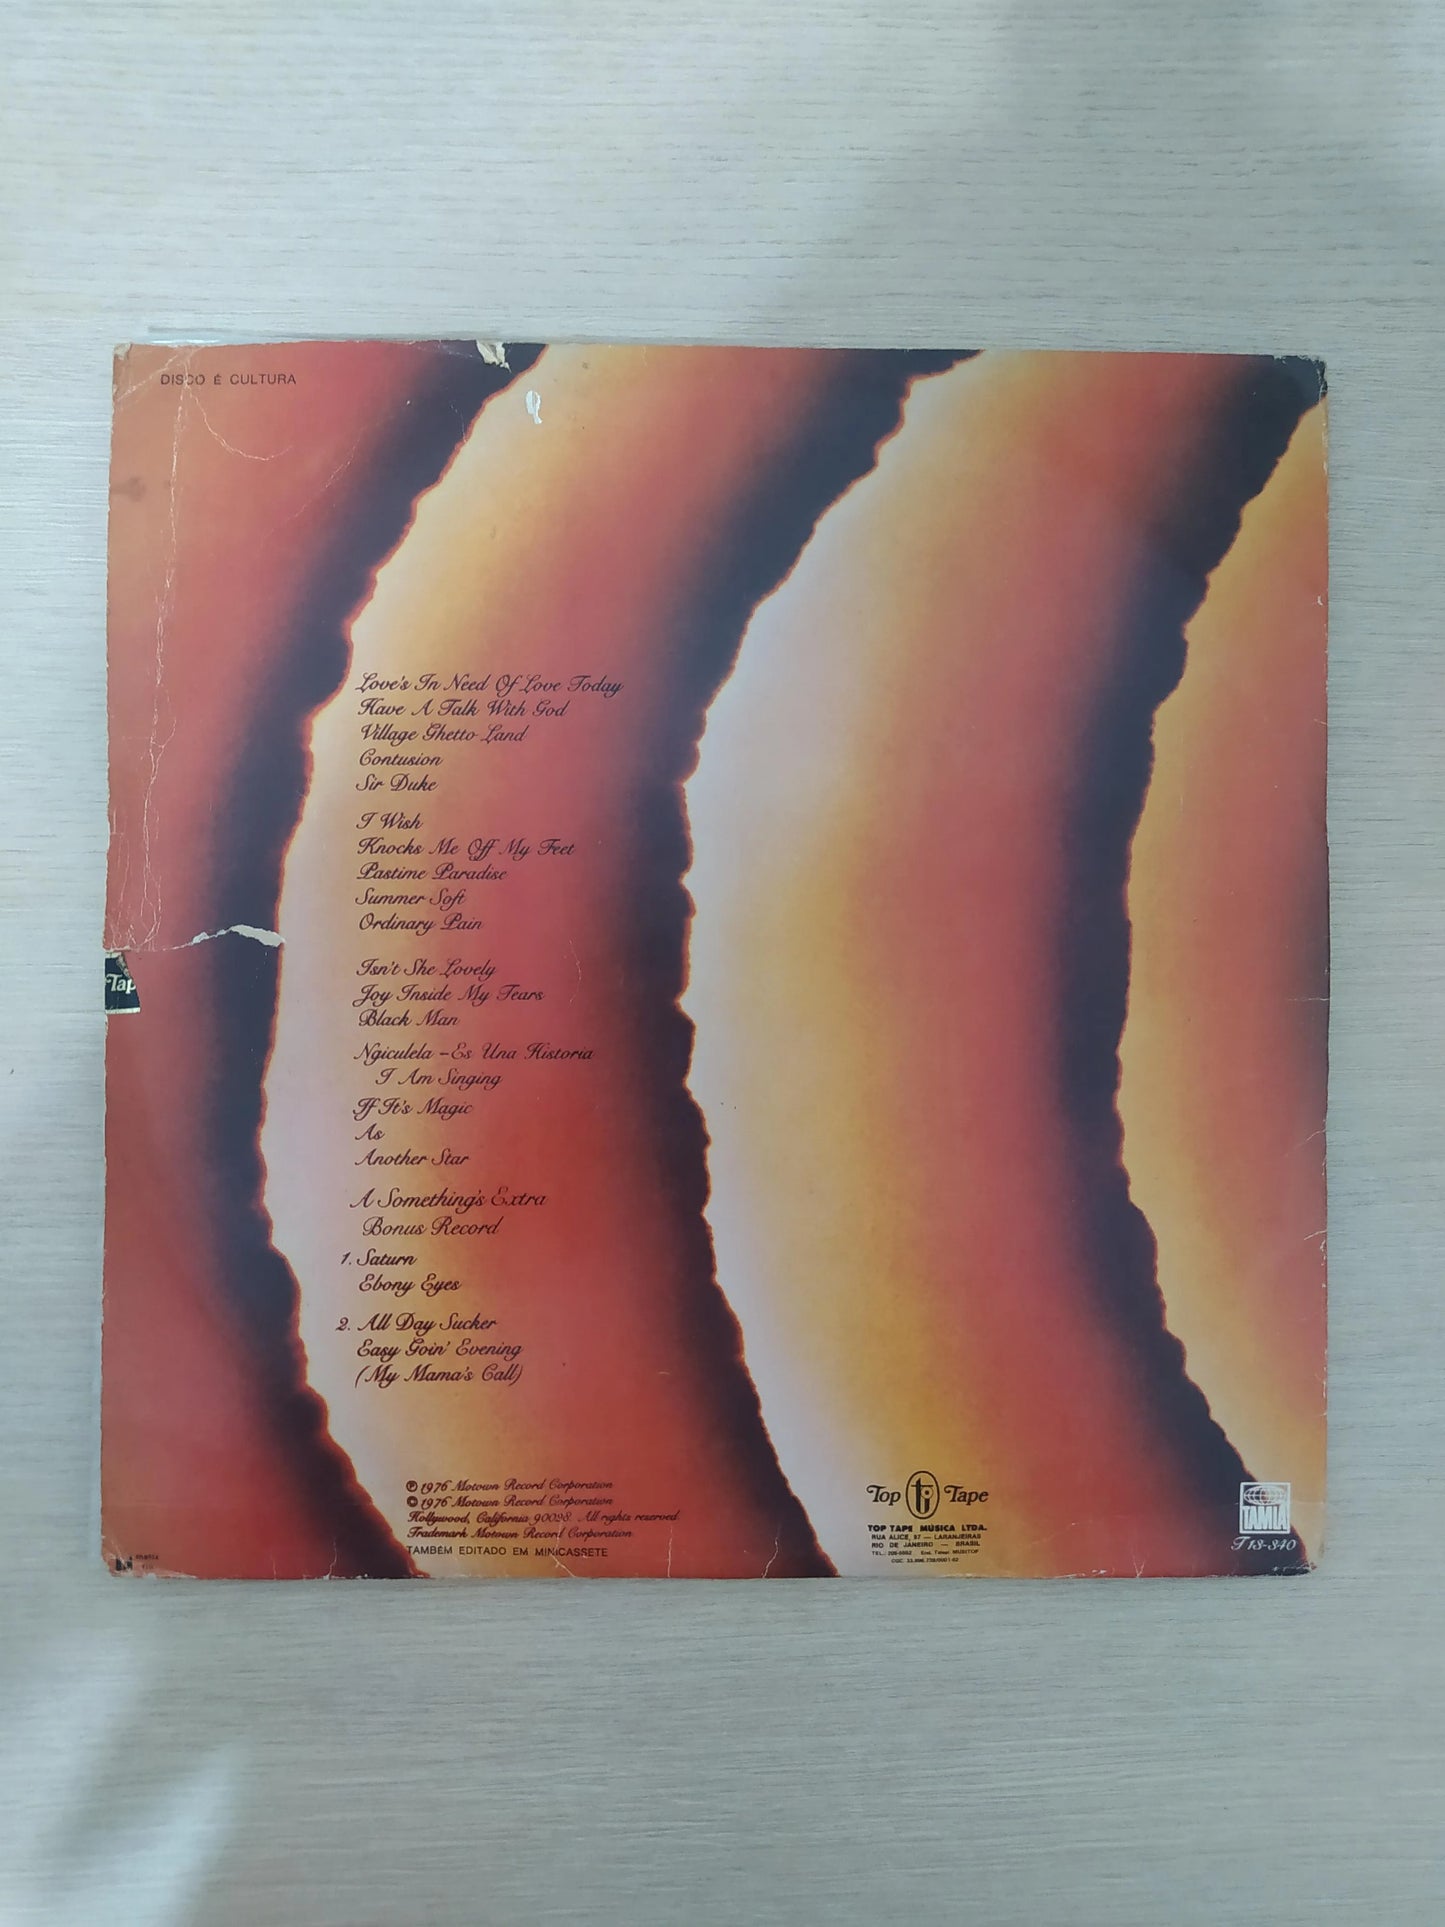 DISCO É CULTURA
Love's In Need Of Love Today
Have A Talk With God
Village Ghetto Land
Contusion
Sir Duke
I Wish
Knocks Me Off My Feet
Pastime Paradise
Summer Soft
Ordinary Pain
Isn't She Lovely
Joy Inside My Tears
Black Man
Ngiculela - Es Una Historia
I Am Singing
If It's Magic
As
Another Star
A Something's Extra
Bonus Record
1. Saturn
Ebony Eyes
2. All Day Sucker
Easy Goin' Evening
(My Mama's Call)
Tap
℗ 1976 Motown Record Corporation
© 1976 Motown Record Corporation
Hollywood, California 90028. All rights reserved
Trademark Motown Record Corporation
TAMBÉM EDITADO EM MINICASSETE
Top Tape
TOP TAPE MÚSICA LTDA.
RUA ALICE, 87 — LARANJEIRAS
RIO DE JANEIRO — BRASIL
TAMLA
T13-340